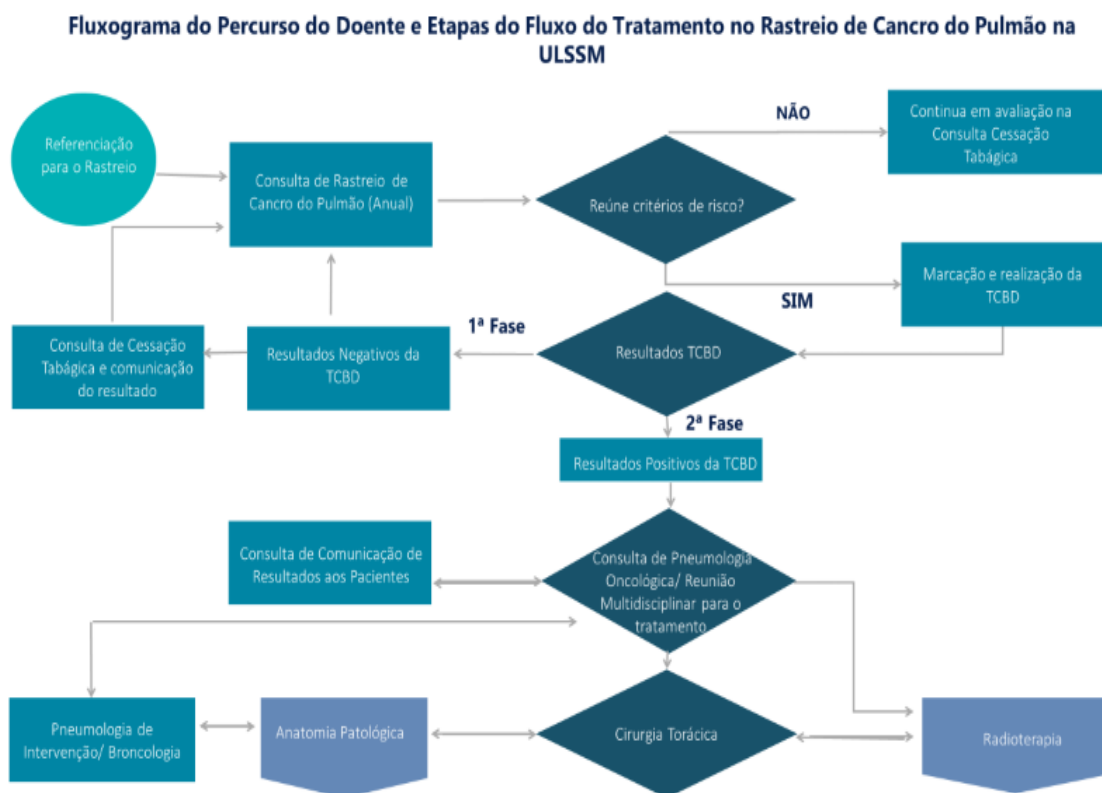 Fluxograma do Percurso do Doente e Etapas do Fluxo do Tratamento no Rastreio de Cancro do Pulmão na
ULSSM
Referenciação
para o Rastreio
Consulta de Rastreio de
Cancro do Pulmão (Anual)
Reúne critérios de risco?
NÃO
Continua em avaliação na
Consulta Cessação
Tabágica
SIM
Marcação e realização da
TCBD
Resultados TCBD
1ª Fase
Resultados Negativos da
TCBD
Consulta de Cessação
Tabágica e comunicação
do resultado
2ª Fase
Resultados Positivos da TCBD
Consulta de Comunicação de
Resultados aos Pacientes
Consulta de Pneumologia
Oncológica/ Reunião
Multidisciplinar para o
tratamento
Pneumologia de
Intervenção/ Broncologia
Anatomia Patológica
Cirurgia Torácica
Radioterapia